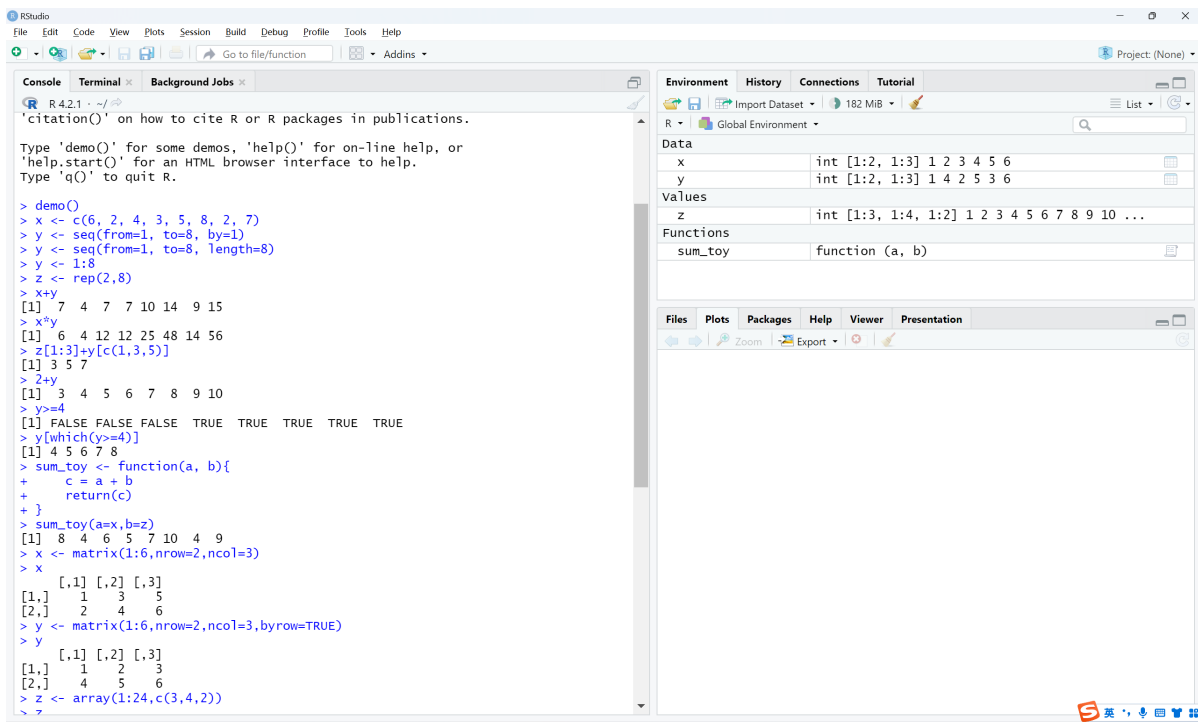 RStudio
File Edit Code View Plots Session Build Debug Profile Tools Help
Go to file/function Addins Project: (None)
Console Terminal Background Jobs
R 4.2.1 · ~/
'citation()' on how to cite R or R packages in publications.
Type 'demo()' for some demos, 'help()' for on-line help, or
'help.start()' for an HTML browser interface to help.
Type 'q()' to quit R.
> demo()
> x <- c(6, 2, 4, 3, 5, 8, 2, 7)
> y <- seq(from=1, to=8, by=1)
> y <- seq(from=1, to=8, length=8)
> y <- 1:8
> z <- rep(2,8)
> x+y
[1]  7  4  7  7 10 14  9 15
> x*y
[1]  6  4 12 12 25 48 14 56
> z[1:3]+y[c(1,3,5)]
[1] 3 5 7
> 2+y
[1]  3  4  5  6  7  8  9 10
> y>=4
[1] FALSE FALSE FALSE  TRUE  TRUE  TRUE  TRUE  TRUE
> y[which(y>=4)]
[1] 4 5 6 7 8
> sum_toy <- function(a, b){
+     c = a + b
+     return(c)
+ }
> sum_toy(a=x,b=z)
[1]  8  4  6  5  7 10  4  9
> x <- matrix(1:6,nrow=2,ncol=3)
> x
[,1] [,2] [,3]
[1,]    1    3    5
[2,]    2    4    6
> y <- matrix(1:6,nrow=2,ncol=3,byrow=TRUE)
> y
[,1] [,2] [,3]
[1,]    1    2    3
[2,]    4    5    6
> z <- array(1:24,c(3,4,2))
> z
Environment History Connections Tutorial
Import Dataset 182 MiB List
R Global Environment
Data
x int [1:2, 1:3] 1 2 3 4 5 6
y int [1:2, 1:3] 1 4 2 5 3 6
Values
z int [1:3, 1:4, 1:2] 1 2 3 4 5 6 7 8 9 10 ...
Functions
sum_toy function (a, b)
Files Plots Packages Help Viewer Presentation
Zoom Export
英